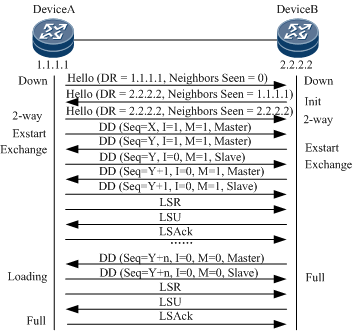 DeviceA
DeviceB
1.1.1.1
2.2.2.2
Down
Hello (DR = 1.1.1.1, Neighbors Seen = 0)
Down
Hello (DR = 2.2.2.2, Neighbors Seen = 1.1.1.1)
Init
2-way
Hello (DR = 2.2.2.2, Neighbors Seen = 2.2.2.2)
2-way
Exstart
DD (Seq=X, I=1, M=1, Master)
Exchange
DD (Seq=Y, I=1, M=1, Master)
Exstart
DD (Seq=Y, I=0, M=1, Slave)
Exchange
DD (Seq=Y+1, I=0, M=1, Master)
DD (Seq=Y+1, I=0, M=1, Slave)
LSR
LSU
LSAck
......
DD (Seq=Y+n, I=0, M=0, Master)
Loading
DD (Seq=Y+n, I=0, M=0, Slave)
Full
LSR
LSU
Full
LSAck